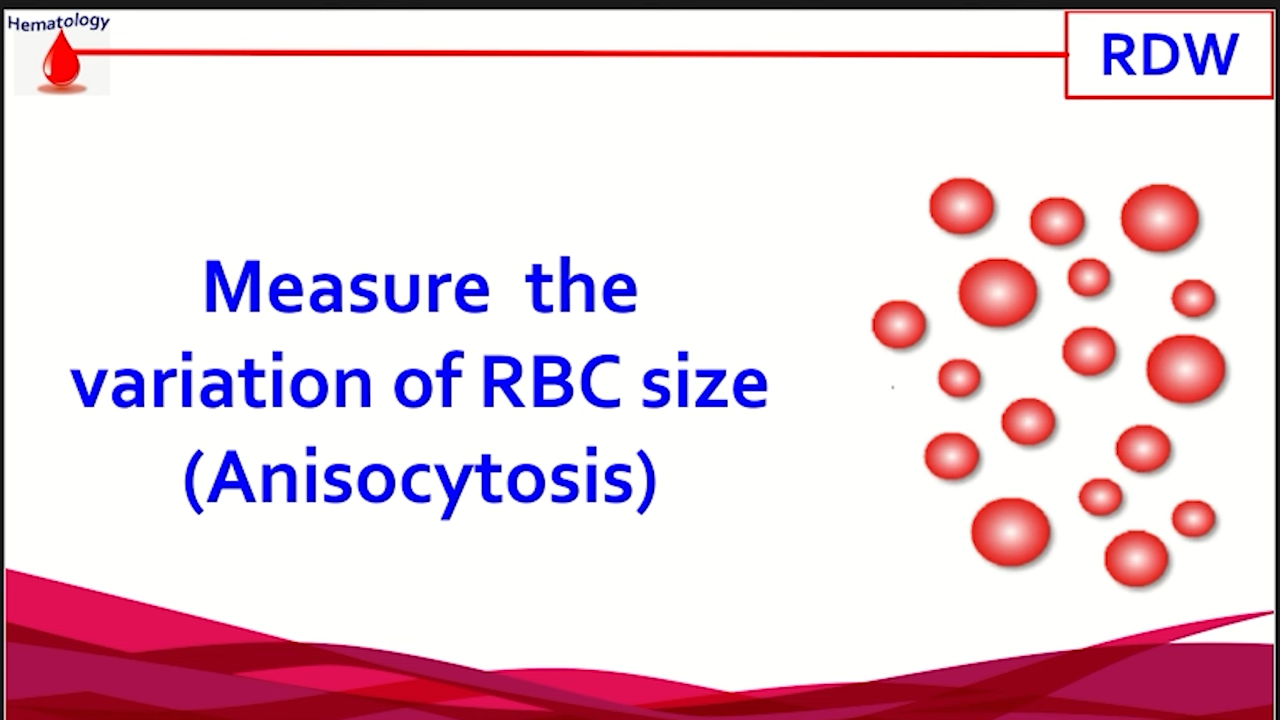 Hematology
RDW
Measure the
variation of RBC size
(Anisocytosis)